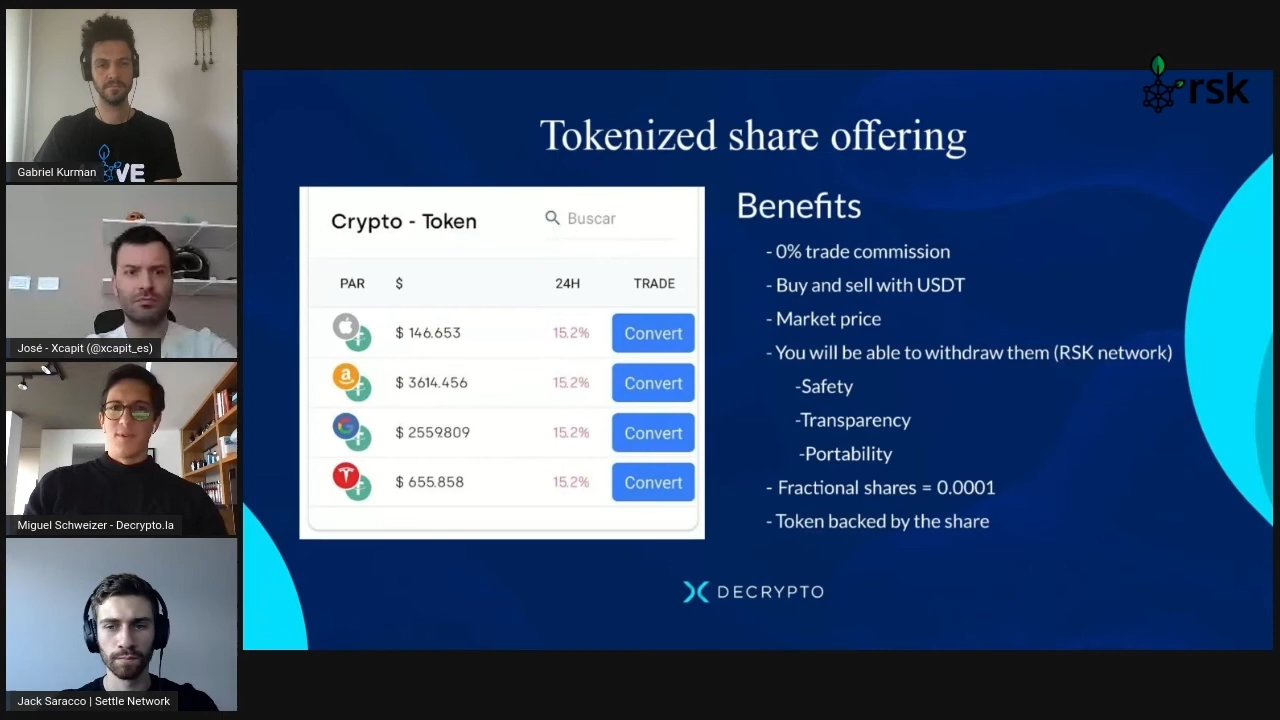 Gabriel Kurman
VE
José - Xcapit (@xcapit_es)
Miguel Schweizer - Decrypto.la
Jack Saracco | Settle Network
rsk
Tokenized share offering
Crypto - Token
Buscar
PAR $ 24H TRADE
$ 146.653 15.2% Convert
a
$ 3614.456 15.2% Convert
G
$ 2559.809 15.2% Convert
$ 655.858 15.2% Convert
Benefits
- 0% trade commission
- Buy and sell with USDT
- Market price
- You will be able to withdraw them (RSK network)
-Safety
-Transparency
-Portability
- Fractional shares = 0.0001
- Token backed by the share
DECRYPTO